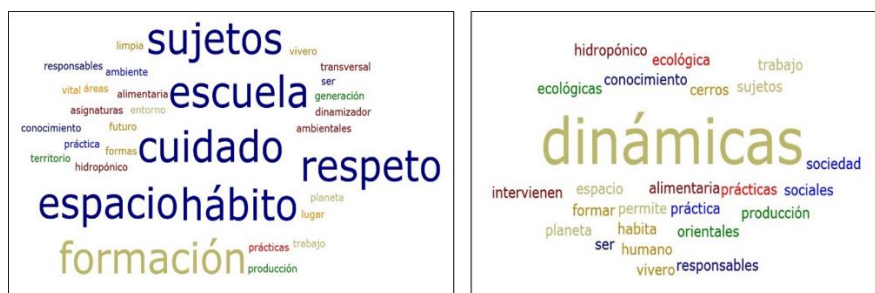 limpia sujetos vivero
responsables ambiente transversal
ser
vital áreas alimentaria escuela generación
asignaturas entorno dinamizador
conocimiento futuro ambientales
práctica formas cuidado
territorio hidropónico respeto
espacio hábito planeta
lugar
formación prácticas trabajo
producción
hidropónico ecológica trabajo
ecológicas conocimiento cerros sujetos
dinámicas
sociedad
intervienen espacio alimentaria prácticas sociales
formar permite práctica producción
planeta habita orientales
ser humano
vivero responsables